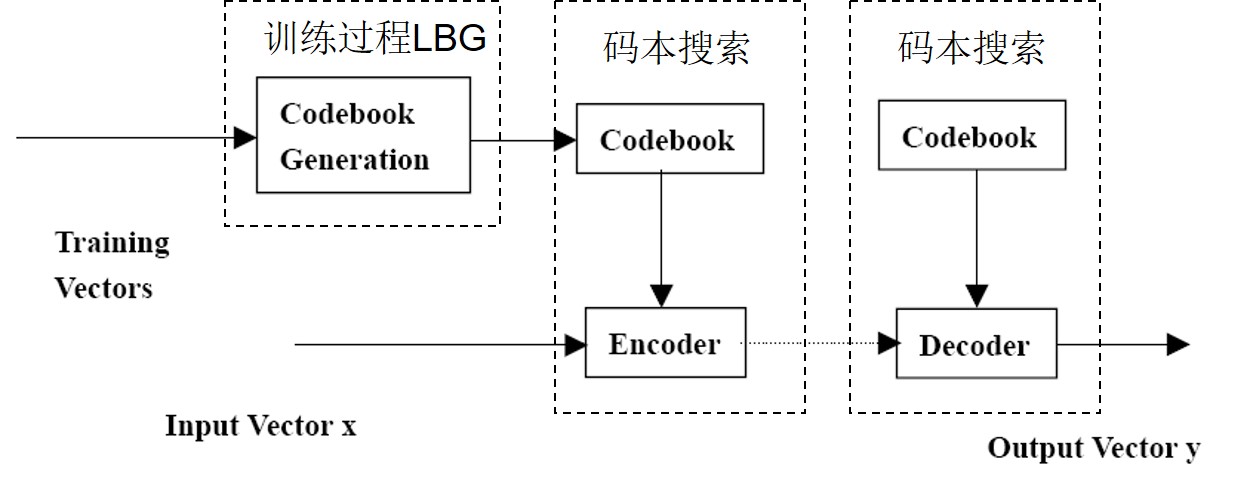 训练过程LBG
码本搜索
码本搜索
Codebook
Generation
Codebook
Codebook
Training
Vectors
Encoder
Decoder
Input Vector x
Output Vector y